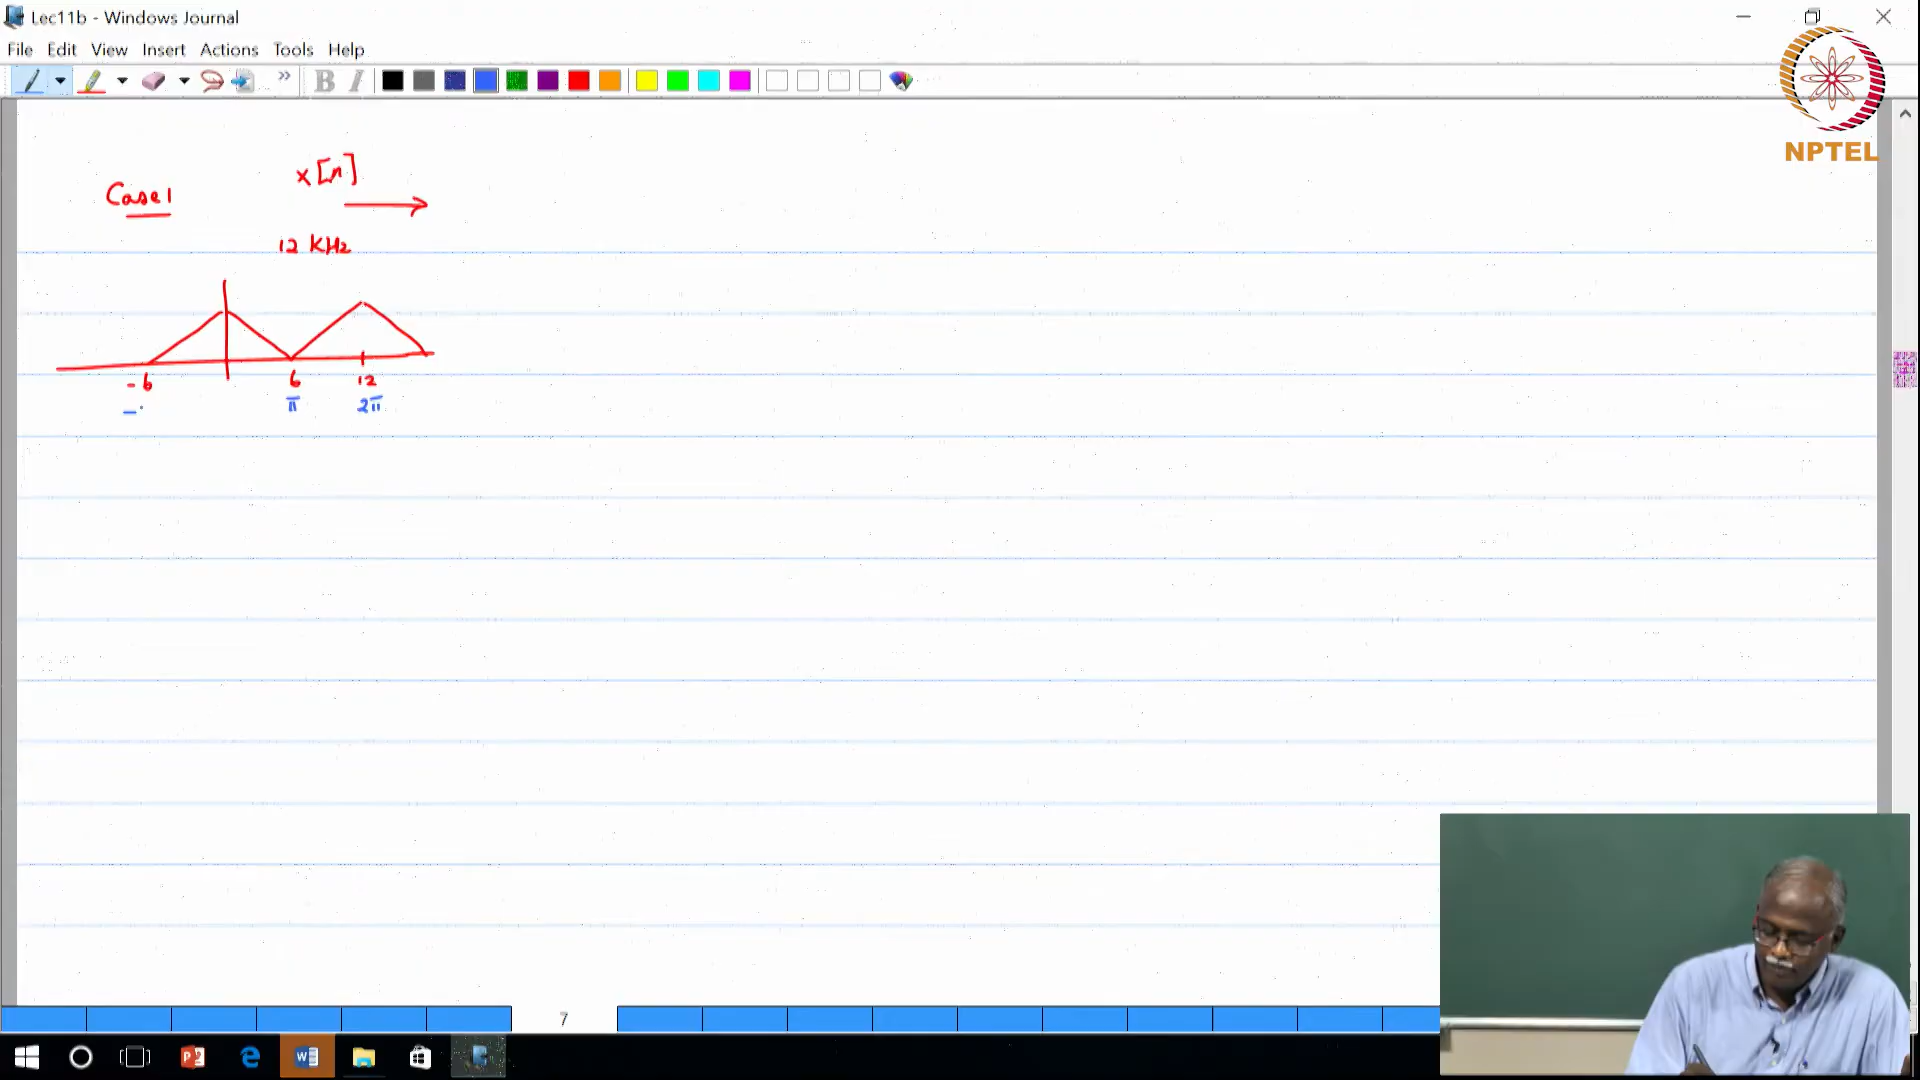 Lec11b - Windows Journal
File Edit View Insert Actions Tools Help
B I
NPTEL
x[n]
Case 1
12 KHz
-6 6 12
- π 2π
7